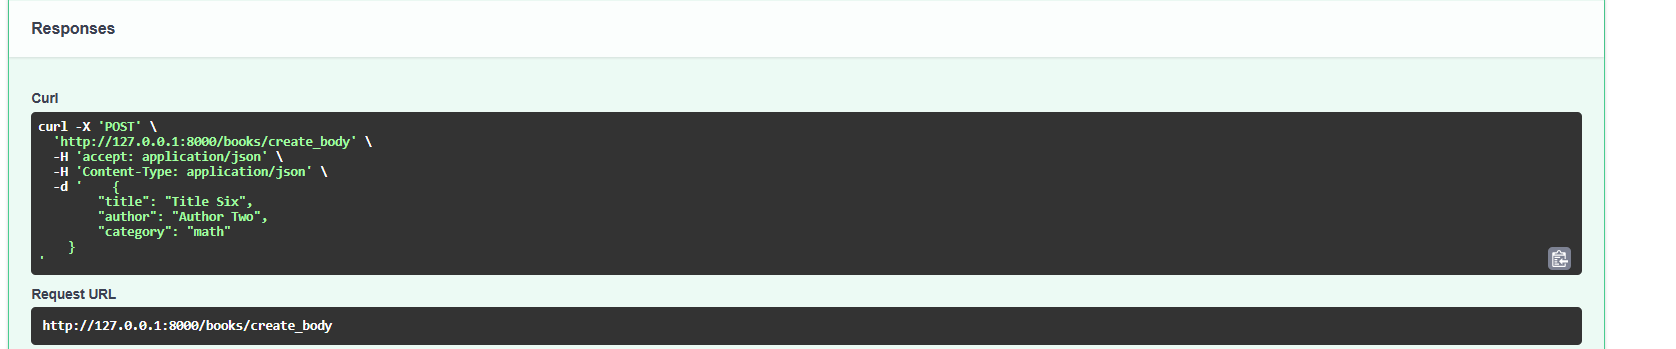 Responses
Curl
curl -X 'POST' \
  'http://127.0.0.1:8000/books/create_body' \
  -H 'accept: application/json' \
  -H 'Content-Type: application/json' \
  -d '    {
        "title": "Title Six",
        "author": "Author Two",
        "category": "math"
    }
'
Request URL
http://127.0.0.1:8000/books/create_body